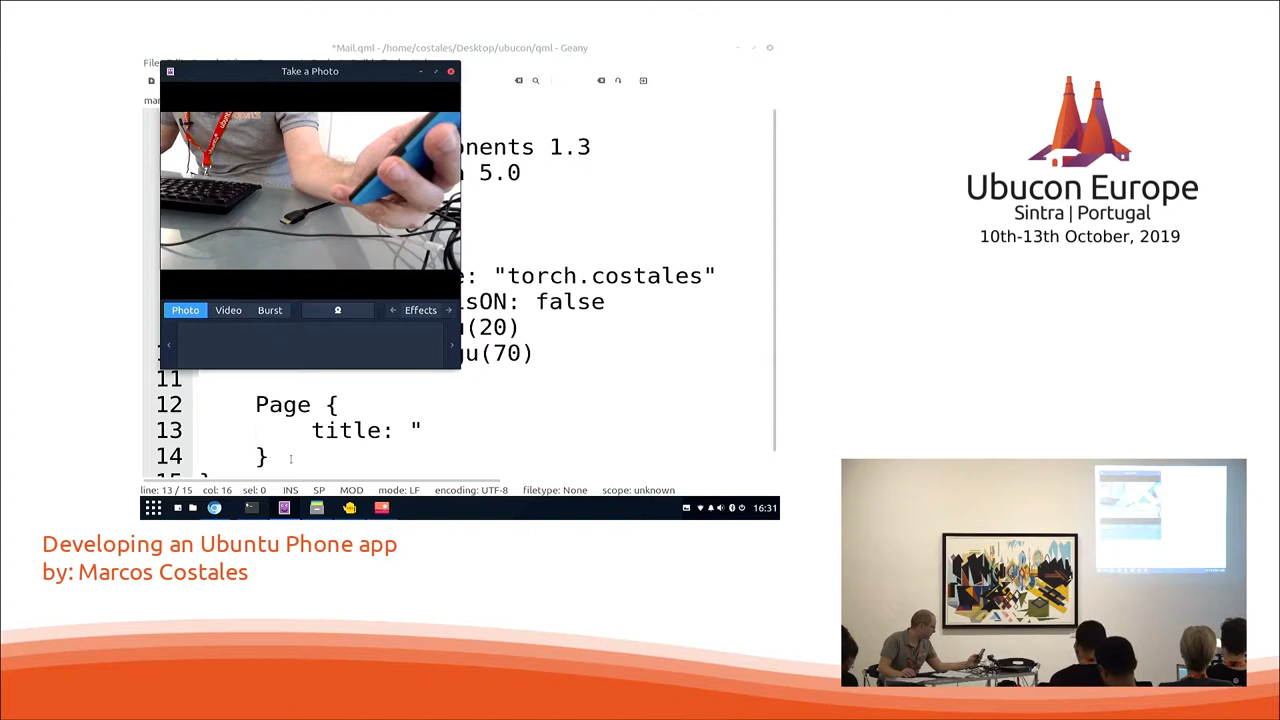 *Mail.qml - /home/costales/Desktop/ubucon/qml - Geany
Take a Photo
onents 1.3
5.0
: "torch.costales"
sON: false
(20)
gu(70)
Photo
Video
Burst
Effects
11
12 Page {
13 title: "
14 }
line: 13 / 15 col: 16 sel: 0 INS SP MOD mode: LF encoding: UTF-8 filetype: None scope: unknown
16:31
Ubucon Europe
Sintra | Portugal
10th-13th October, 2019
Developing an Ubuntu Phone app
by: Marcos Costales